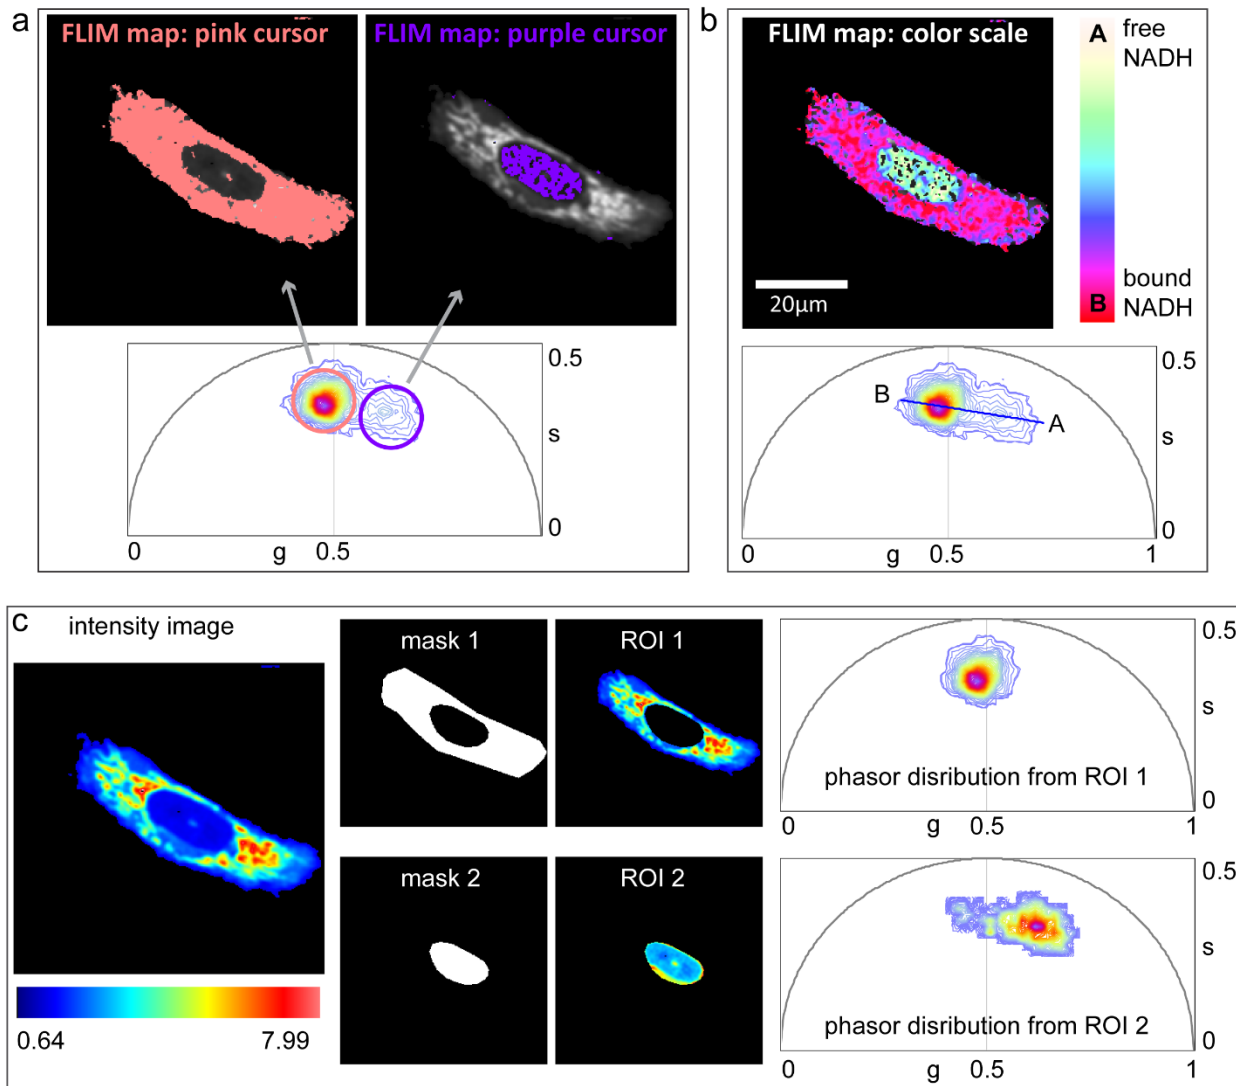 a
FLIM map: pink cursor
FLIM map: purple cursor
0.5
s
0
0
g
0.5
b
FLIM map: color scale
20µm
A
free
NADH
bound
B
NADH
B
A
0.5
s
0
0
g
0.5
1
c
intensity image
0.64
7.99
mask 1
ROI 1
mask 2
ROI 2
0.5
s
phasor disribution from ROI 1
0
0
g
0.5
1
0.5
s
phasor disribution from ROI 2
0
0
g
0.5
1